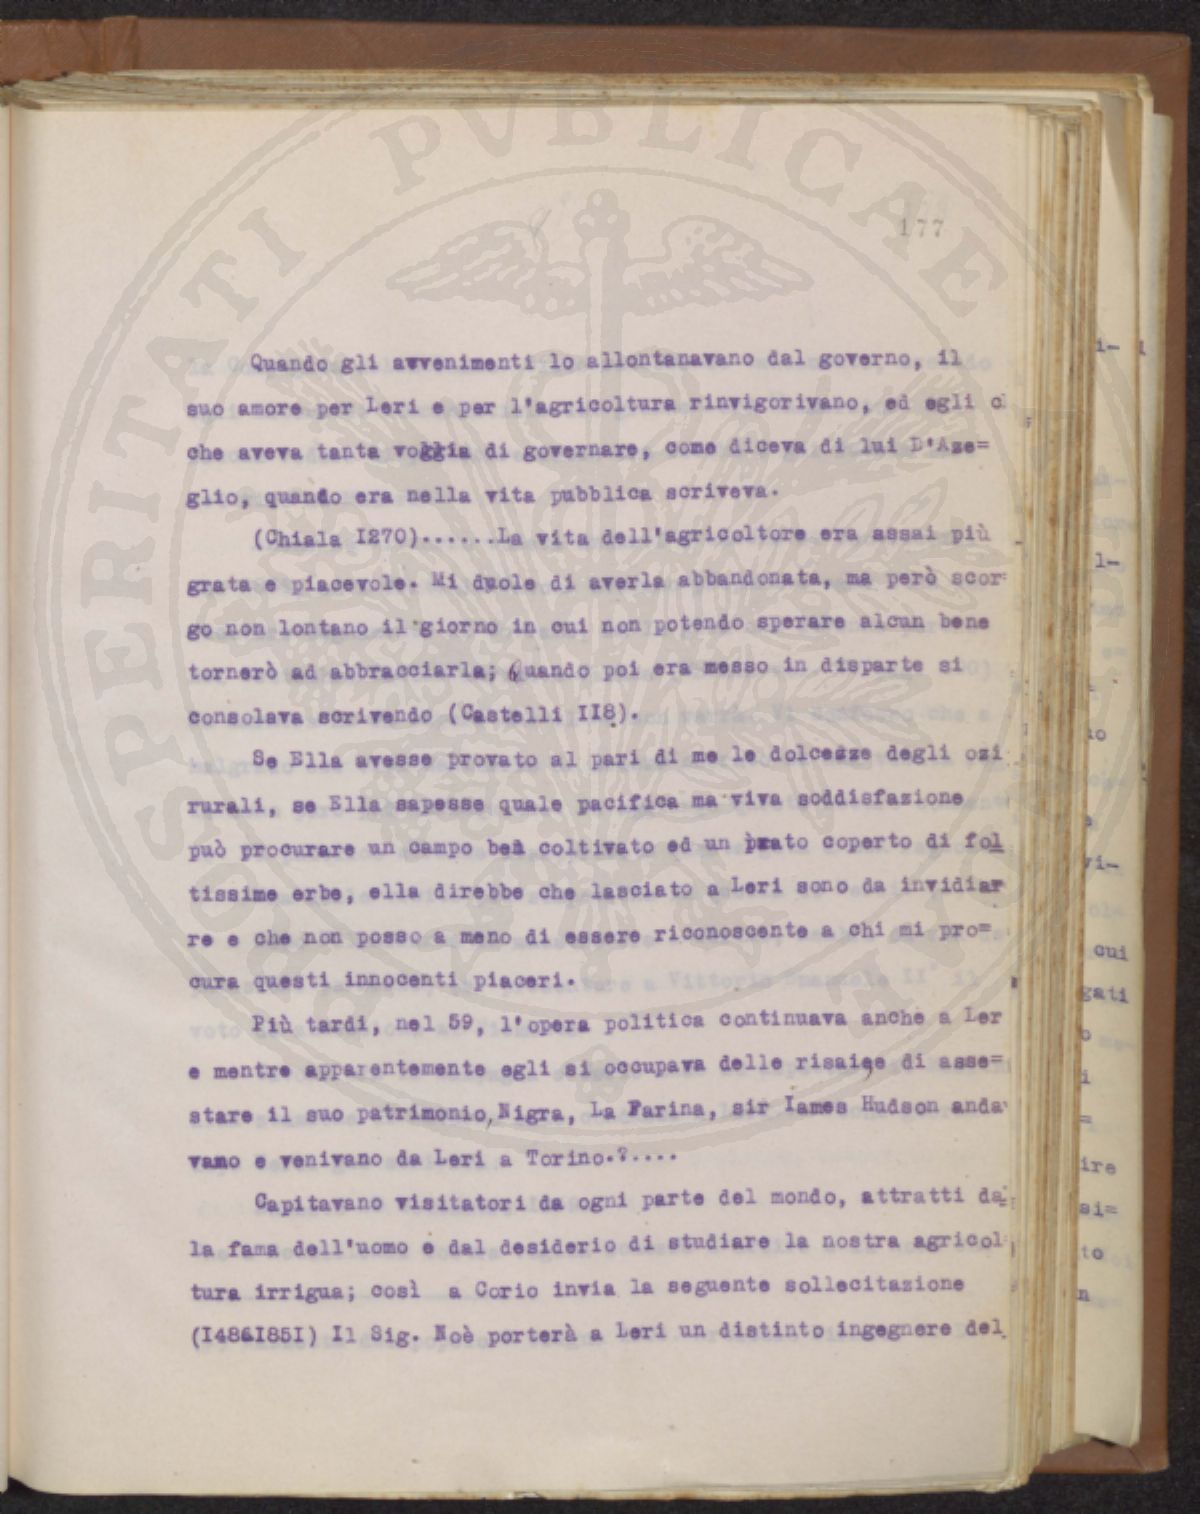 177
Quando gli avvenimenti lo allontanavano dal governo, il
suo amore per Leri e per l'agricoltura rinvigorivano, ed egli
che aveva tanta voglia di governare, come diceva di lui D'Aze=
glio, quando era nella vita pubblica scriveva.
(Chiala I270)......La vita dell'agricoltore era assai più
grata e piacevole. Mi duole di averla abbandonata, ma però scor=
go non lontano il giorno in cui non potendo sperare alcun bene
tornerò ad abbracciarla; Quando poi era messo in disparte si
consolava scrivendo (Castelli II8).
Se Ella avesse provato al pari di me le dolcezze degli ozi
rurali, se Ella sapesse quale pacifica ma viva soddisfazione
può procurare un campo ben coltivato ed un prato coperto di fol
tissime erbe, ella direbbe che lasciato a Leri sono da invidiar
re e che non posso a meno di essere riconoscente a chi mi pro=
cura questi innocenti piaceri.
Più tardi, nel 59, l'opera politica continuava anche a Ler
e mentre apparentemente egli si occupava delle risaie,e di asse=
stare il suo patrimonio, Nigra, La Farina, sir Iames Hudson anda
vano e venivano da Leri a Torino.?....
Capitavano visitatori da ogni parte del mondo, attratti dal
la fama dell'uomo e dal desiderio di studiare la nostra agricol
tura irrigua; così a Corio invia la seguente sollecitazione
(I48&I85I) Il Sig. Noè porterà a Leri un distinto ingegnere del
PROSPERITATI PVBLICAE
cui
gati
ire
si=
to